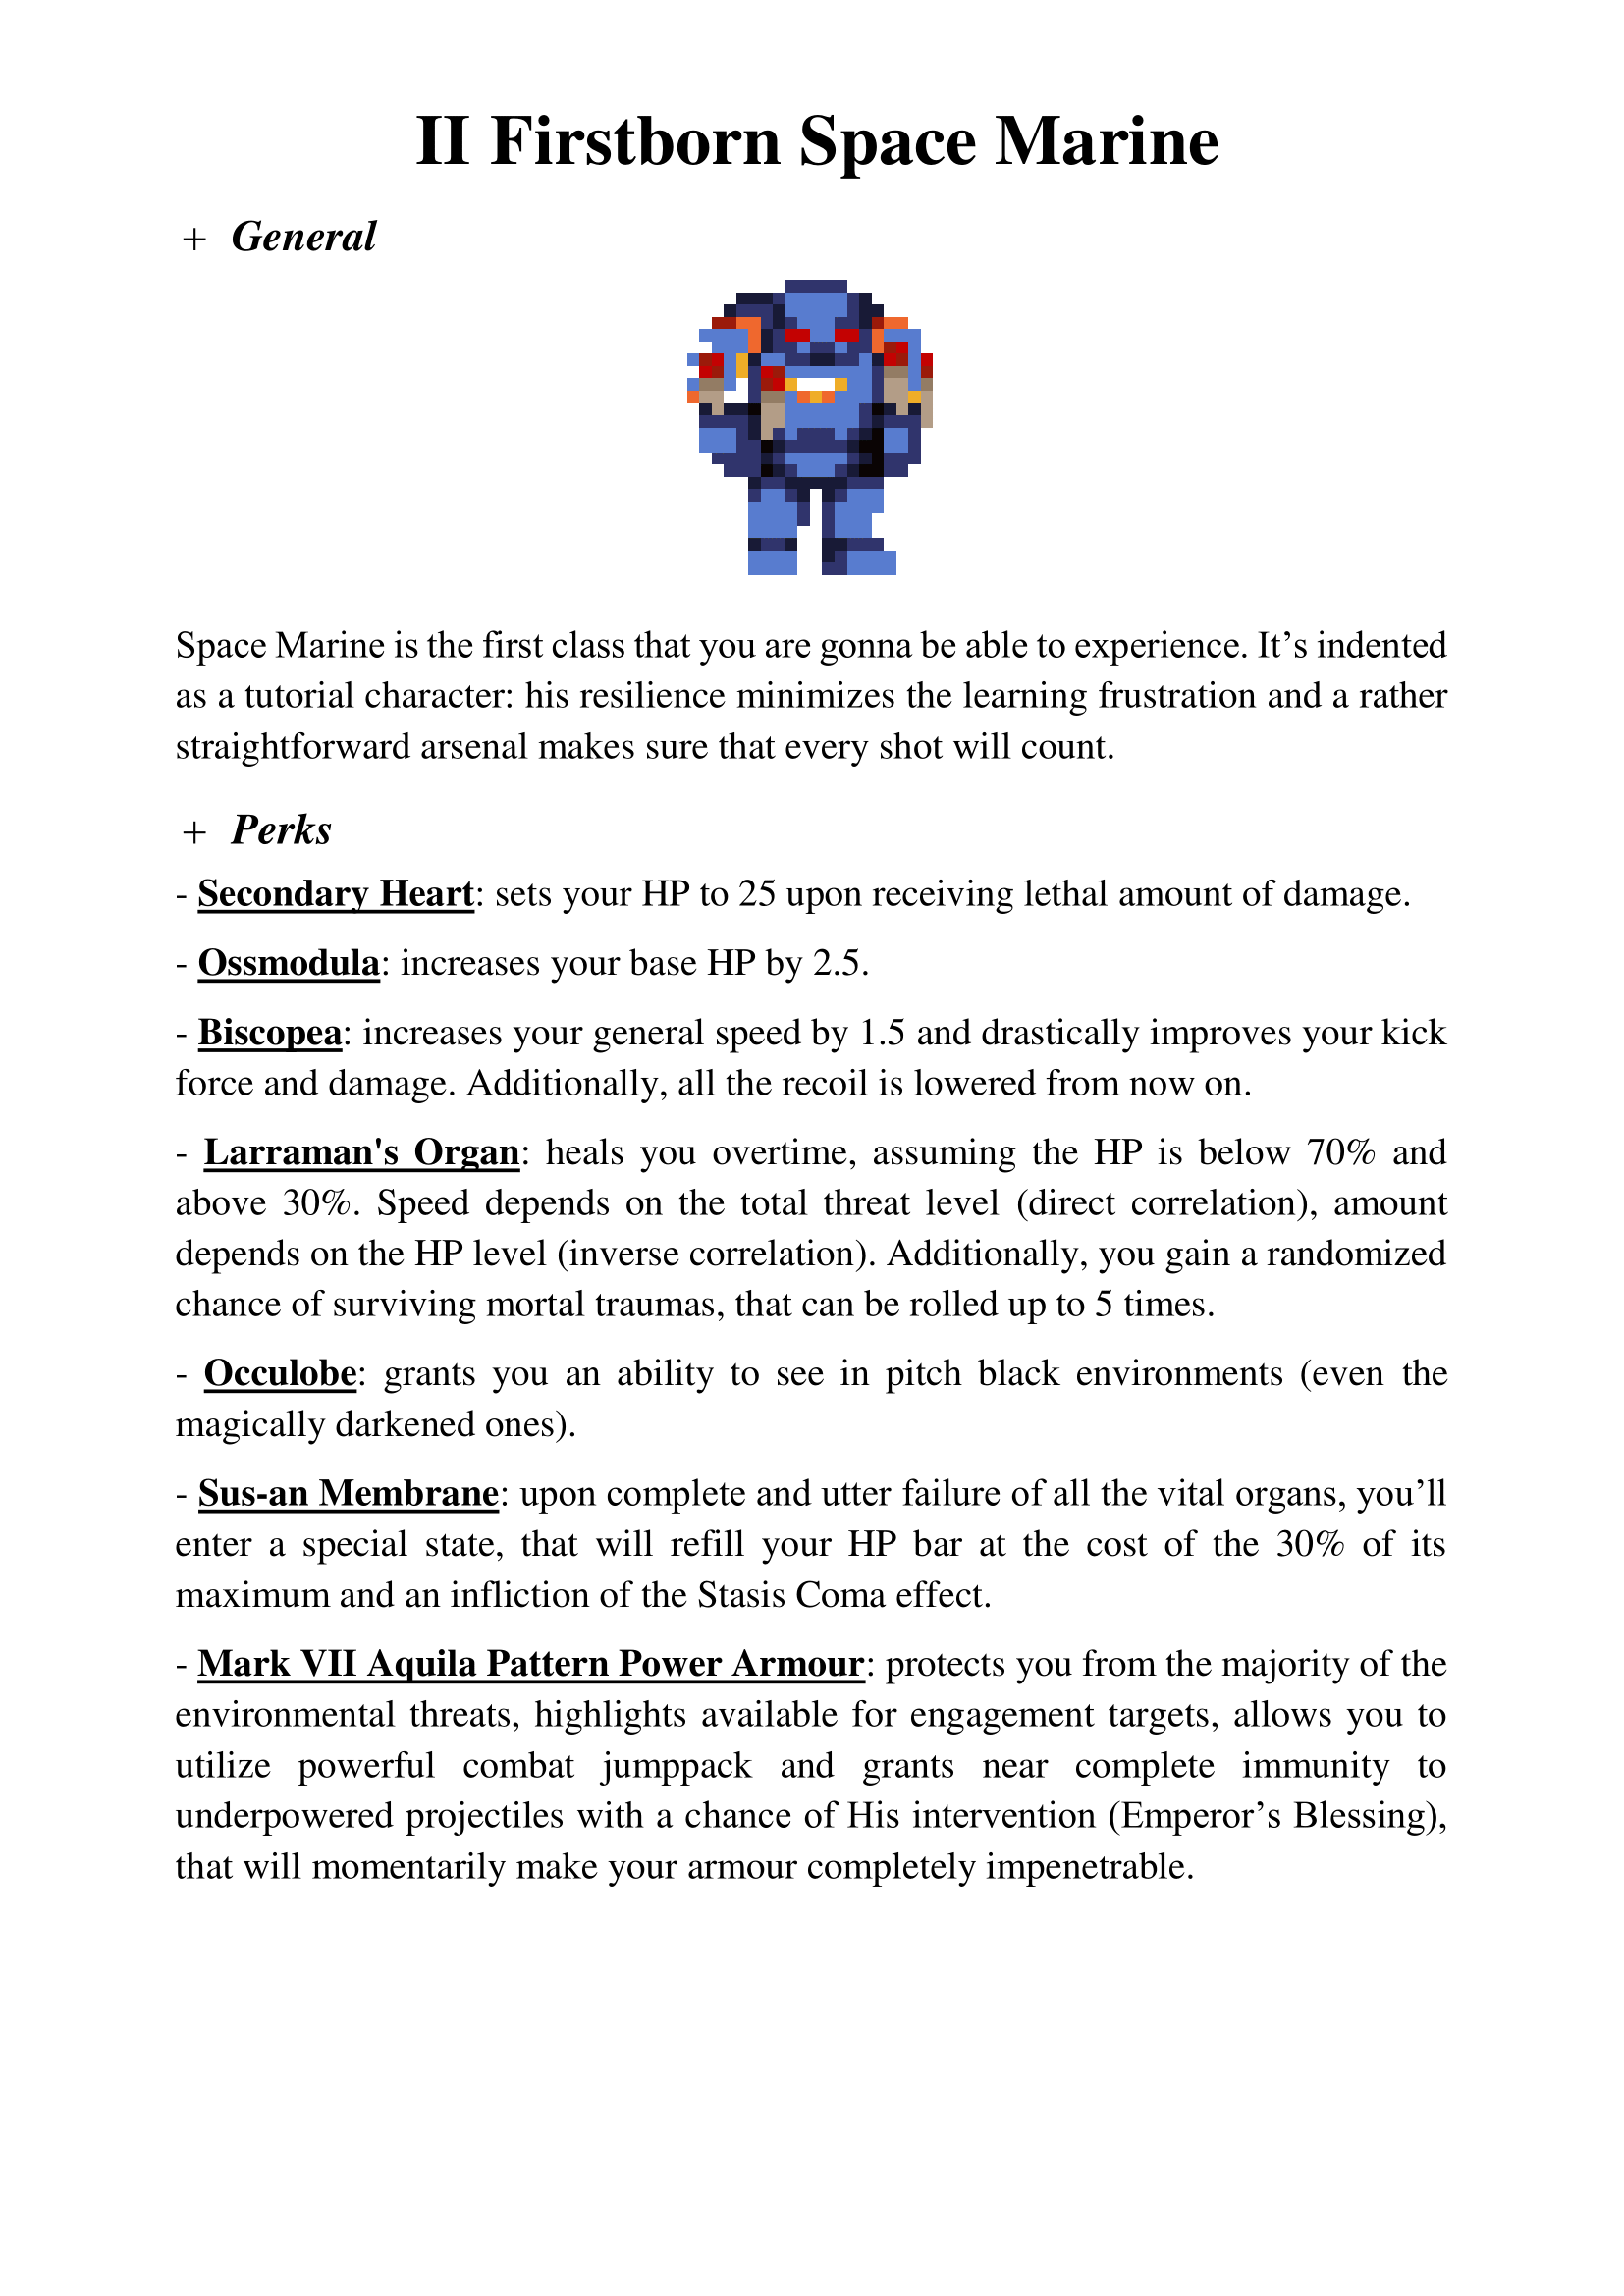 II Firstborn Space Marine
+ General
Space Marine is the first class that you are gonna be able to experience. It’s indented
as a tutorial character: his resilience minimizes the learning frustration and a rather
straightforward arsenal makes sure that every shot will count.
+ Perks
- Secondary Heart: sets your HP to 25 upon receiving lethal amount of damage.
- Ossmodula: increases your base HP by 2.5.
- Biscopea: increases your general speed by 1.5 and drastically improves your kick
force and damage. Additionally, all the recoil is lowered from now on.
- Larraman's Organ: heals you overtime, assuming the HP is below 70% and
above 30%. Speed depends on the total threat level (direct correlation), amount
depends on the HP level (inverse correlation). Additionally, you gain a randomized
chance of surviving mortal traumas, that can be rolled up to 5 times.
- Occulobe: grants you an ability to see in pitch black environments (even the
magically darkened ones).
- Sus-an Membrane: upon complete and utter failure of all the vital organs, you’ll
enter a special state, that will refill your HP bar at the cost of the 30% of its
maximum and an infliction of the Stasis Coma effect.
- Mark VII Aquila Pattern Power Armour: protects you from the majority of the
environmental threats, highlights available for engagement targets, allows you to
utilize powerful combat jumppack and grants near complete immunity to
underpowered projectiles with a chance of His intervention (Emperor’s Blessing),
that will momentarily make your armour completely impenetrable.